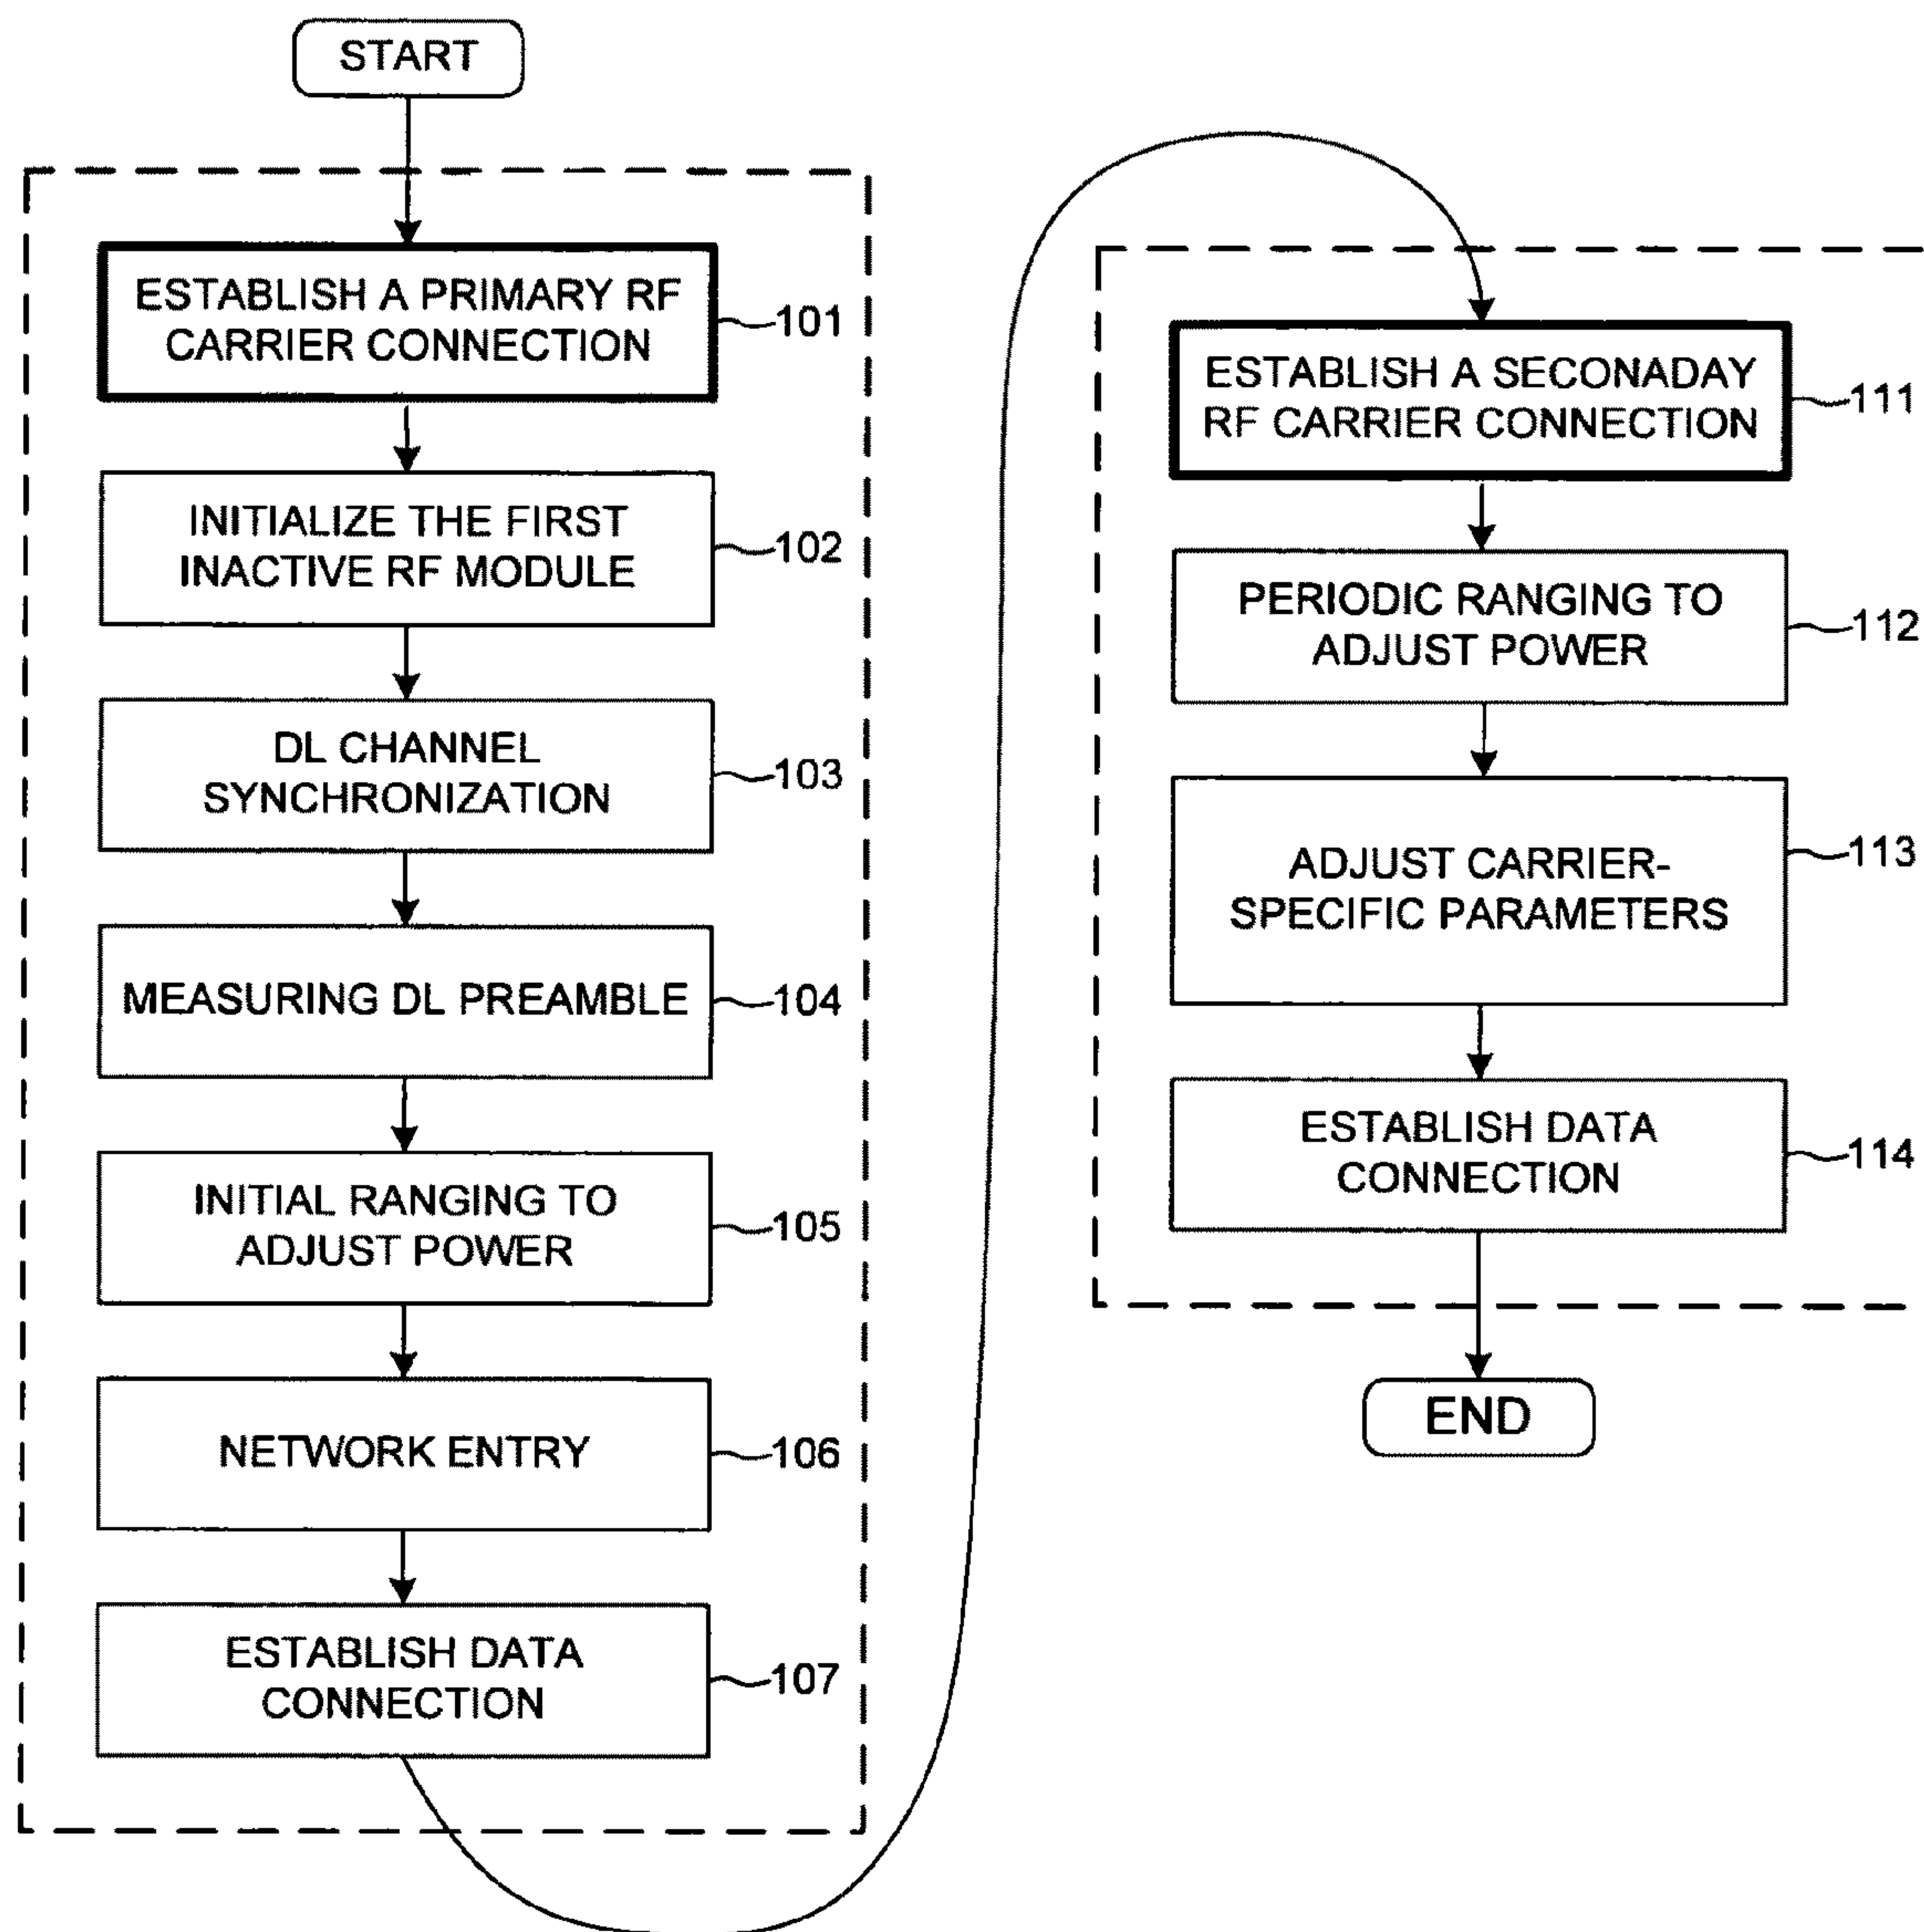 START
ESTABLISH A PRIMARY RF
CARRIER CONNECTION
101
INITIALIZE THE FIRST
INACTIVE RF MODULE
102
DL CHANNEL
SYNCHRONIZATION
103
MEASURING DL PREAMBLE
104
INITIAL RANGING TO
ADJUST POWER
105
NETWORK ENTRY
106
ESTABLISH DATA
CONNECTION
107
ESTABLISH A SECONADAY
RF CARRIER CONNECTION
111
PERIODIC RANGING TO
ADJUST POWER
112
ADJUST CARRIER-
SPECIFIC PARAMETERS
113
ESTABLISH DATA
CONNECTION
114
END